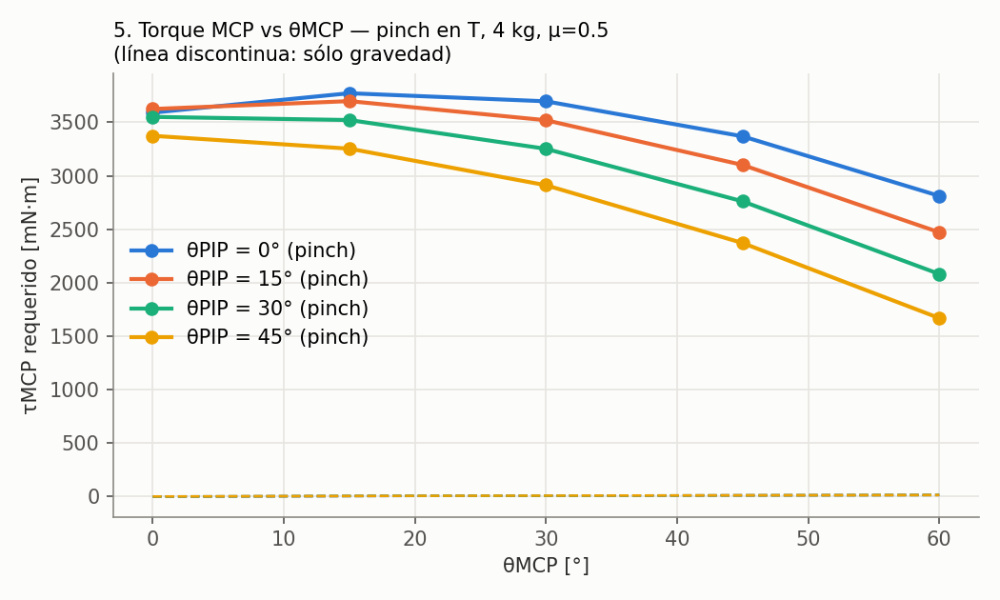 5. Torque MCP vs θMCP — pinch en T, 4 kg, μ=0.5
(línea discontinua: sólo gravedad)
τMCP requerido [mN·m]
3500
3000
2500
2000
1500
1000
500
0
θPIP = 0° (pinch)
θPIP = 15° (pinch)
θPIP = 30° (pinch)
θPIP = 45° (pinch)
0
10
20
30
40
50
60
θMCP [°]